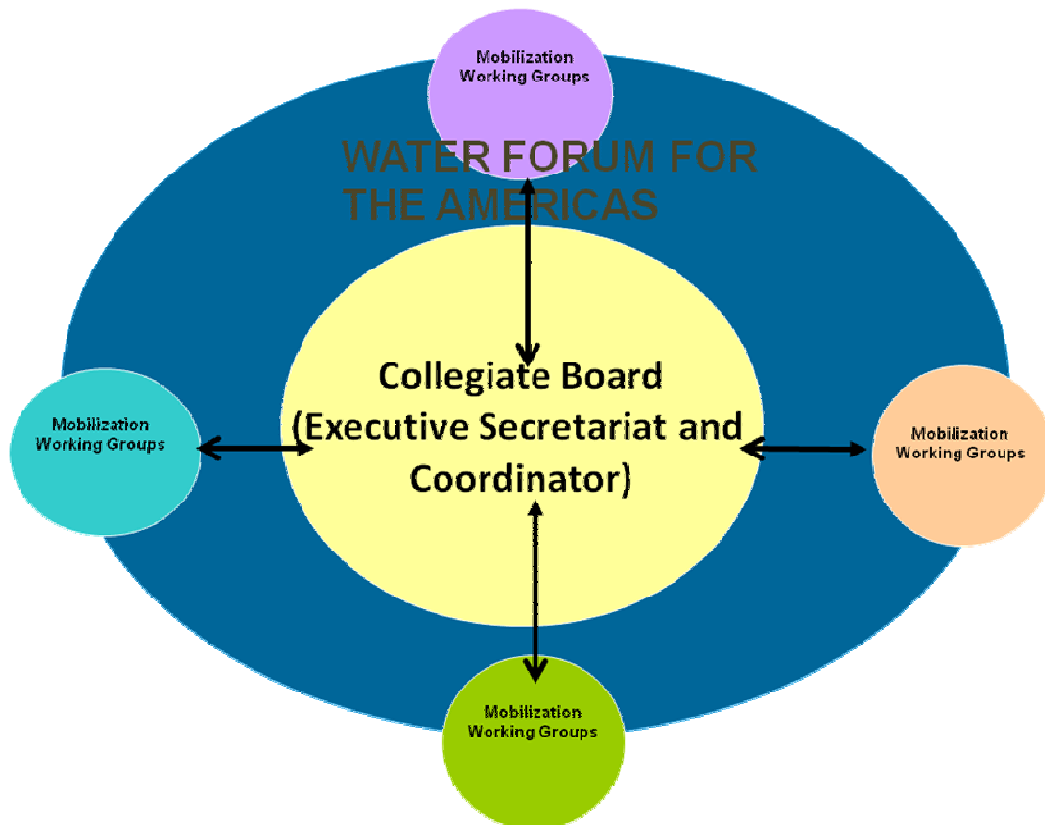 Mobilization
Working Groups
WATER FORUM FOR
THE AMERICAS
Collegiate Board
(Executive Secretariat and
Coordinator)
Mobilization
Working Groups
Mobilization
Working Groups
Mobilization
Working Groups